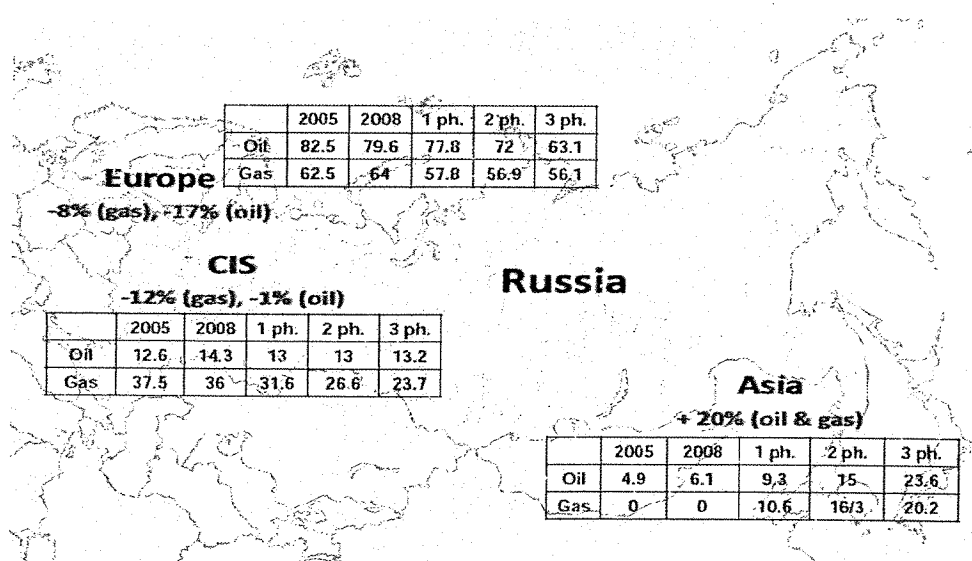 2005 2008 1 ph. 2 ph. 3 ph.
Oil 82.5 79.6 77.8 72 63.1
Gas 62.5 64 57.8 56.9 56.1
Europe
-8% (gas), -17% (oil)
CIS
-12% (gas), -1% (oil)
2005 2008 1 ph. 2 ph. 3 ph.
Oil 12.6 14.3 13 13 13.2
Gas 37.5 36 31.6 26.6 23.7
Russia
Asia
+ 20% (oil & gas)
2005 2008 1 ph. 2 ph. 3 ph.
Oil 4.9 6.1 9.3 15 23.6
Gas 0 0 10.6 16/3 20.2